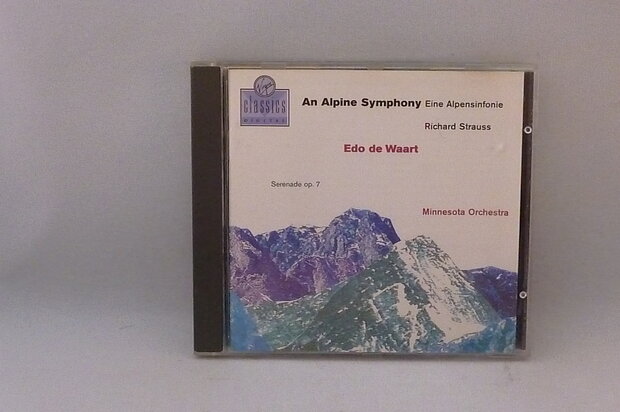 Virgin
classics
DIGITAL
An Alpine Symphony Eine Alpensinfonie
Richard Strauss
Edo de Waart
Serenade op. 7
Minnesota Orchestra